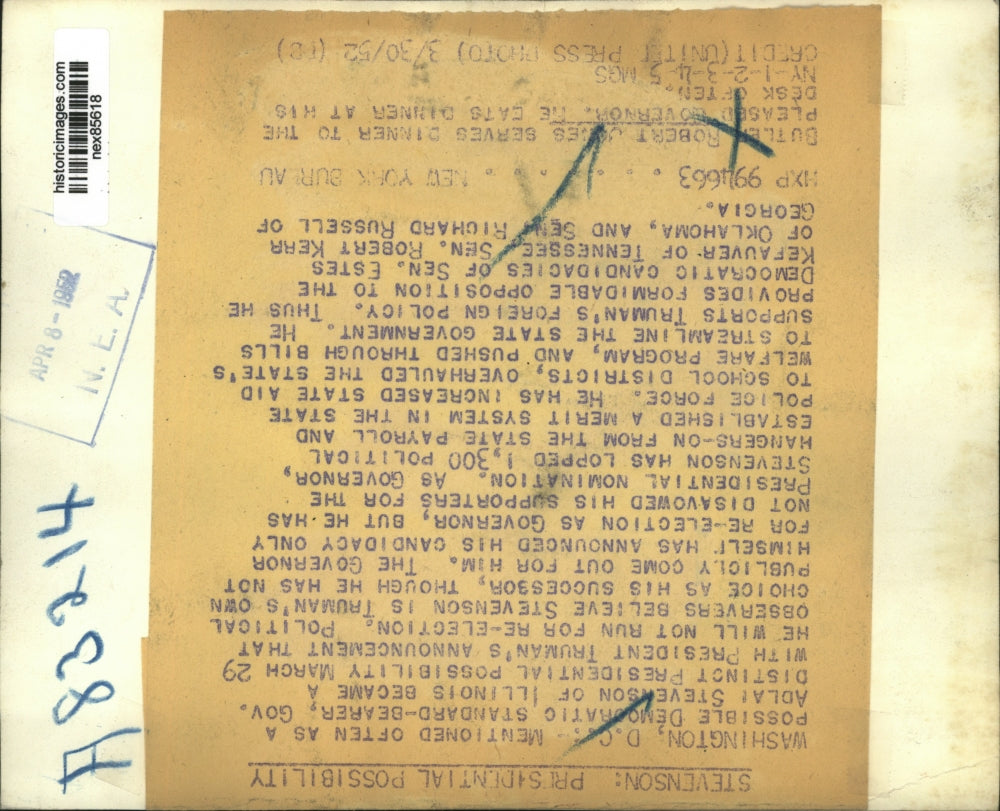 STEVENSON: PRESIDENTIAL POSSIBILITY
WASHINGTON, D.C.:- MENTIONED OFTEN AS A
POSSIBLE DEMOCRATIC STANDARD-BEARER, GOV.
ADLAI STEVENSON OF ILLINOIS BECAME A
DISTINCT PRESIDENTIAL POSSIBILITY MARCH 29
WITH PRESIDENT TRUMAN'S ANNOUNCEMENT THAT
HE WILL NOT RUN FOR RE-ELECTION. POLITICAL
OBSERVERS BELIEVE STEVENSON IS TRUMAN'S OWN
CHOICE AS HIS SUCCESSOR, THOUGH HE HAS NOT
PUBLICLY COME OUT FOR HIM. THE GOVERNOR
HIMSELF HAS ANNOUNCED HIS CANDIDACY ONLY
FOR RE-ELECTION AS GOVERNOR, BUT HE HAS
NOT DISAVOWED HIS SUPPORTERS FOR THE
PRESIDENTIAL NOMINATION. AS GOVERNOR,
STEVENSON HAS LOPPED 1,300 POLITICAL
HANGERS-ON FROM THE STATE PAYROLL AND
ESTABLISHED A MERIT SYSTEM IN THE STATE
POLICE FORCE. HE HAS INCREASED STATE AID
TO SCHOOL DISTRICTS, OVERHAULED THE STATE'S
WELFARE PROGRAM, AND PUSHED THROUGH BILLS
TO STREAMLINE THE STATE GOVERNMENT. HE
SUPPORTS TRUMAN'S FOREIGN POLICY. THUS HE
PROVIDES FORMIDABLE OPPOSITION TO THE
DEMOCRATIC CANDIDACIES OF SEN. ESTES
KEFAUVER OF TENNESSEE, SEN. ROBERT KERR
OF OKLAHOMA, AND SEN. RICHARD RUSSELL OF
GEORGIA.
HXP 994663 . . . . . . NEW YORK BUREAU
BUTLER ROBERT JONES SERVES DINNER TO THE
PLEASED GOVERNOR. HE EATS DINNER AT HIS
DESK OFTEN.
NY-1-2-3-4-5 MGS
CREDIT (UNITED PRESS PHOTO) 3/30/52 (PR)
historicimages.com
nex85618
APR 8-1952
N. E. A.
A83214